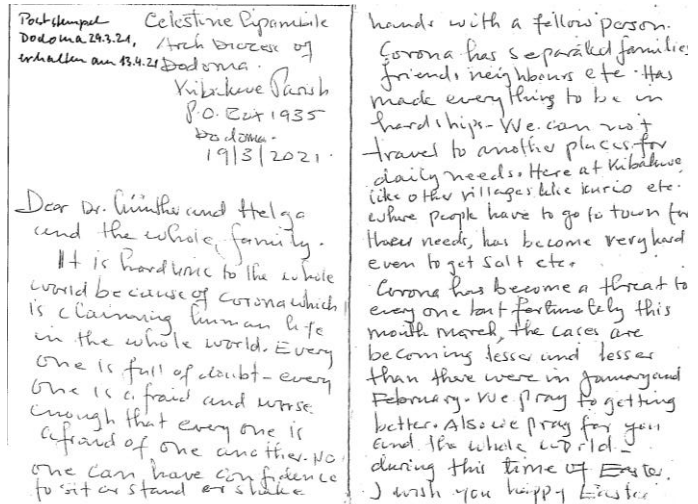 Poststempel
Dodoma 29.3.21,
erhalten am 13.4.21
Celestine Pipambile
Arch Diocese of
Dodoma.
Kibakwe Parish
P.O. Box 1935
Dodoma.
19/3/2021.
Dear Dr. Günther and Helga
and the whole family.
It is hard time to the whole
world because of corona which
is claiming human life
in the whole world. Every
one is full of doubt - every
one is afraid and worse
enough that every one is
afraid of one another. No
one can have confidence
to sit or stand or shake
hands with a fellow person.
Corona has separated families
friends neighbours etc. Has
made everything to be in
hardships - We can not
travel to another places for
daily needs. Here at Kibakwe,
like other villages like kurio etc.
where people have to go to town for
their needs, has become very hard
even to get salt etc.
Corona has become a threat to
every one but fortunetely this
month march, the cases are
becoming lesser and lesser
than there were in January and
February - We pray to getting
better. Also we pray for you
and the whole world -
during this time of Easter.
I wish you happy Easter